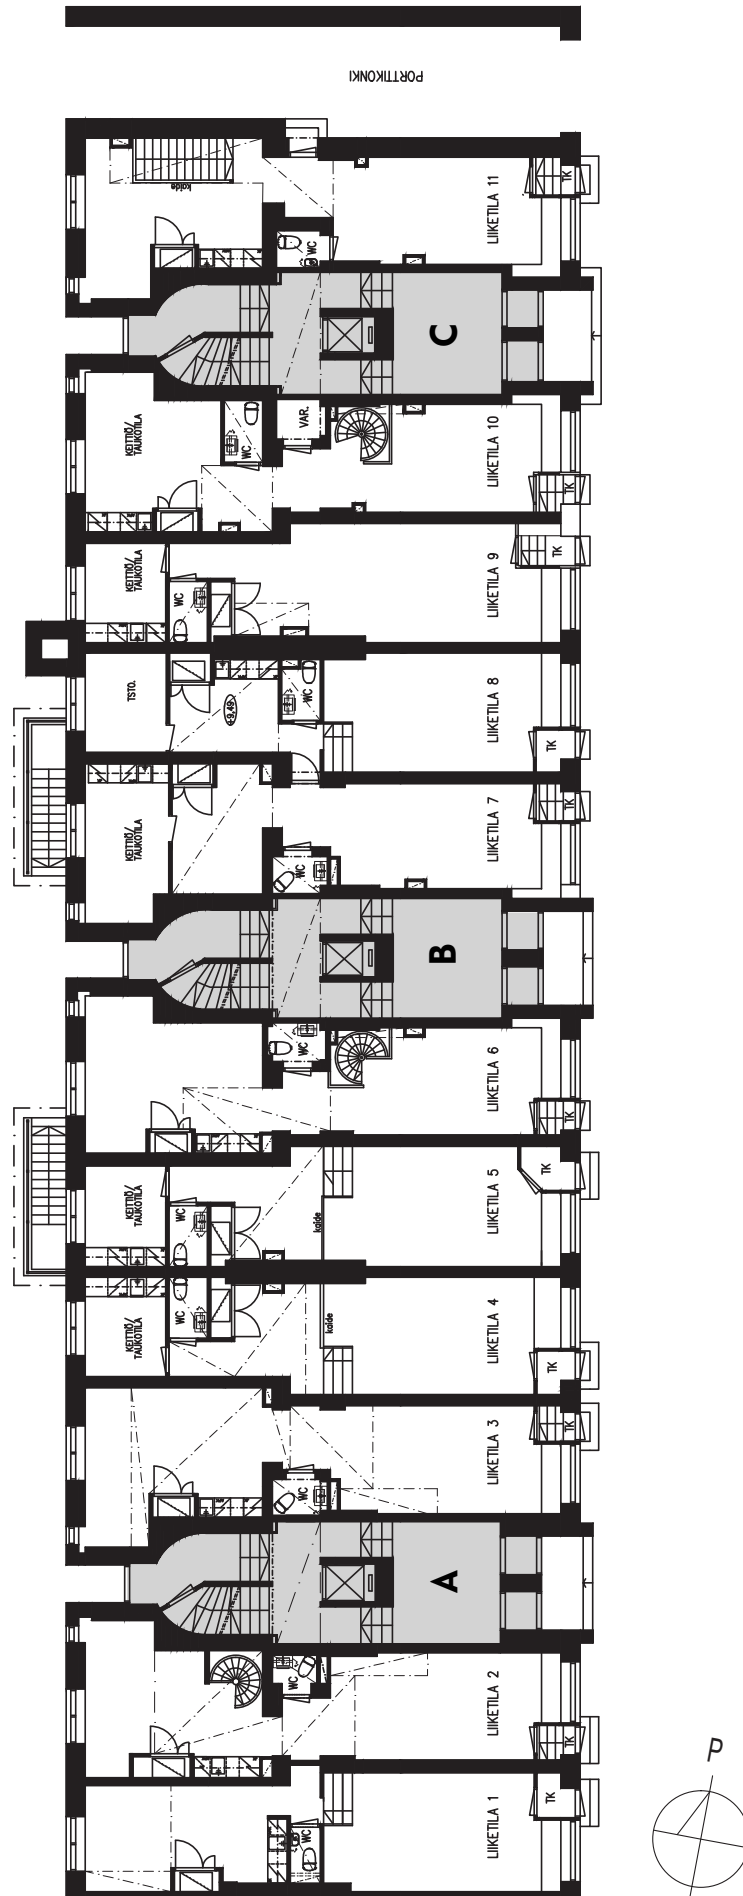 PORTTIKONKI
kaide
LIIKETILA 11
TK
WC
C
KEITTIÖ/
TAUKOTILA
VAR.
WC
LIIKETILA 10
TK
KEITTIÖ/
TAUKOTILA
WC
LIIKETILA 9
TK
TSTO.
+9,49
WC
LIIKETILA 8
TK
KEITTIÖ/
TAUKOTILA
WC
LIIKETILA 7
TK
B
WC
LIIKETILA 6
TK
KEITTIÖ/
TAUKOTILA
WC
kaide
LIIKETILA 5
TK
KEITTIÖ/
TAUKOTILA
WC
kaide
LIIKETILA 4
TK
WC
LIIKETILA 3
TK
A
WC
LIIKETILA 2
TK
WC
LIIKETILA 1
TK
P